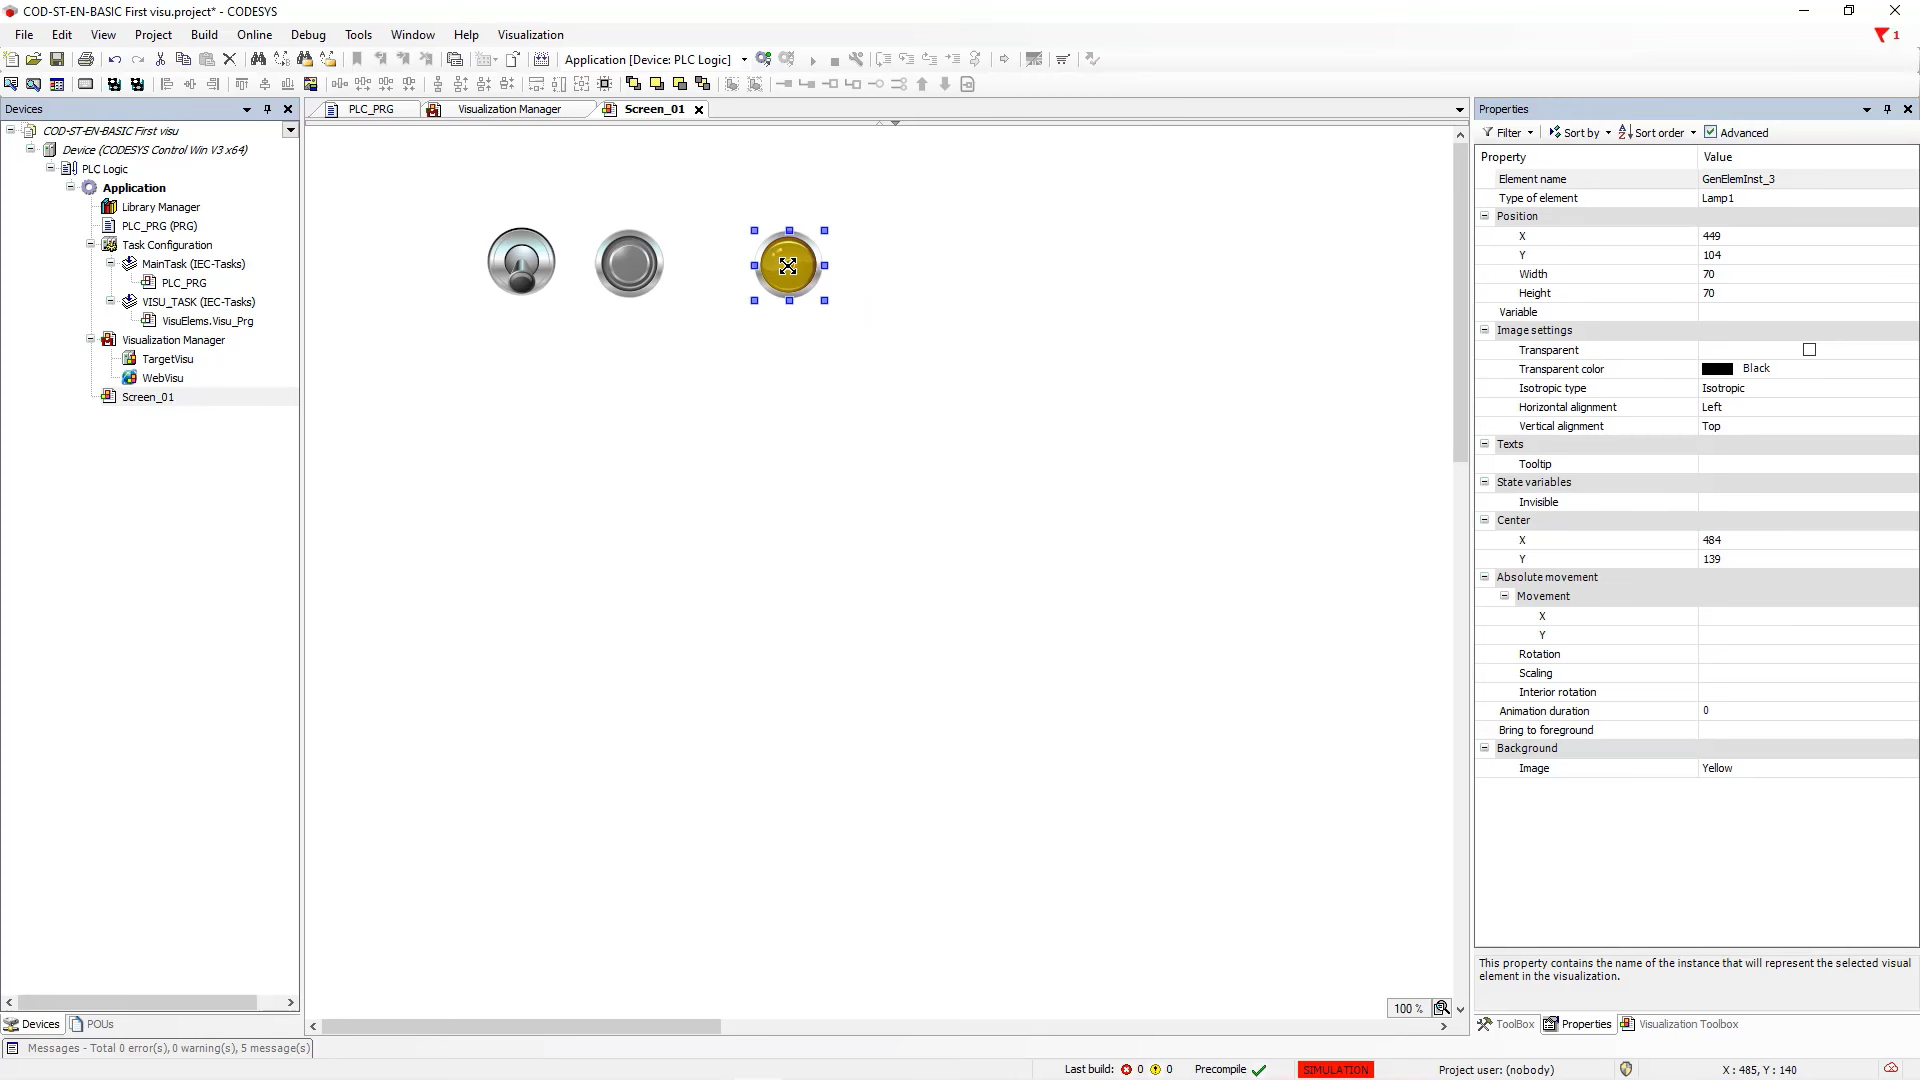 COD-ST-EN-BASIC First visu.project* - CODESYS
File Edit View Project Build Online Debug Tools Window Help Visualization
1
Application [Device: PLC Logic]
Devices
COD-ST-EN-BASIC First visu
Device (CODESYS Control Win V3 x64)
PLC Logic
Application
Library Manager
PLC_PRG (PRG)
Task Configuration
MainTask (IEC-Tasks)
PLC_PRG
VISU_TASK (IEC-Tasks)
VisuElems.Visu_Prg
Visualization Manager
TargetVisu
WebVisu
Screen_01
Devices POUs
PLC_PRG Visualization Manager Screen_01
100 %
Properties
Filter Sort by Sort order Advanced
Property Value
Element name GenElemInst_3
Type of element Lamp1
Position
X 449
Y 104
Width 70
Height 70
Variable
Image settings
Transparent
Transparent color Black
Isotropic type Isotropic
Horizontal alignment Left
Vertical alignment Top
Texts
Tooltip
State variables
Invisible
Center
X 484
Y 139
Absolute movement
Movement
X
Y
Rotation
Scaling
Interior rotation
Animation duration 0
Bring to foreground
Background
Image Yellow
This property contains the name of the instance that will represent the selected visual
element in the visualization.
ToolBox Properties Visualization Toolbox
Messages - Total 0 error(s), 0 warning(s), 5 message(s)
Last build: 0 0 Precompile SIMULATION Project user: (nobody) X: 485, Y: 140